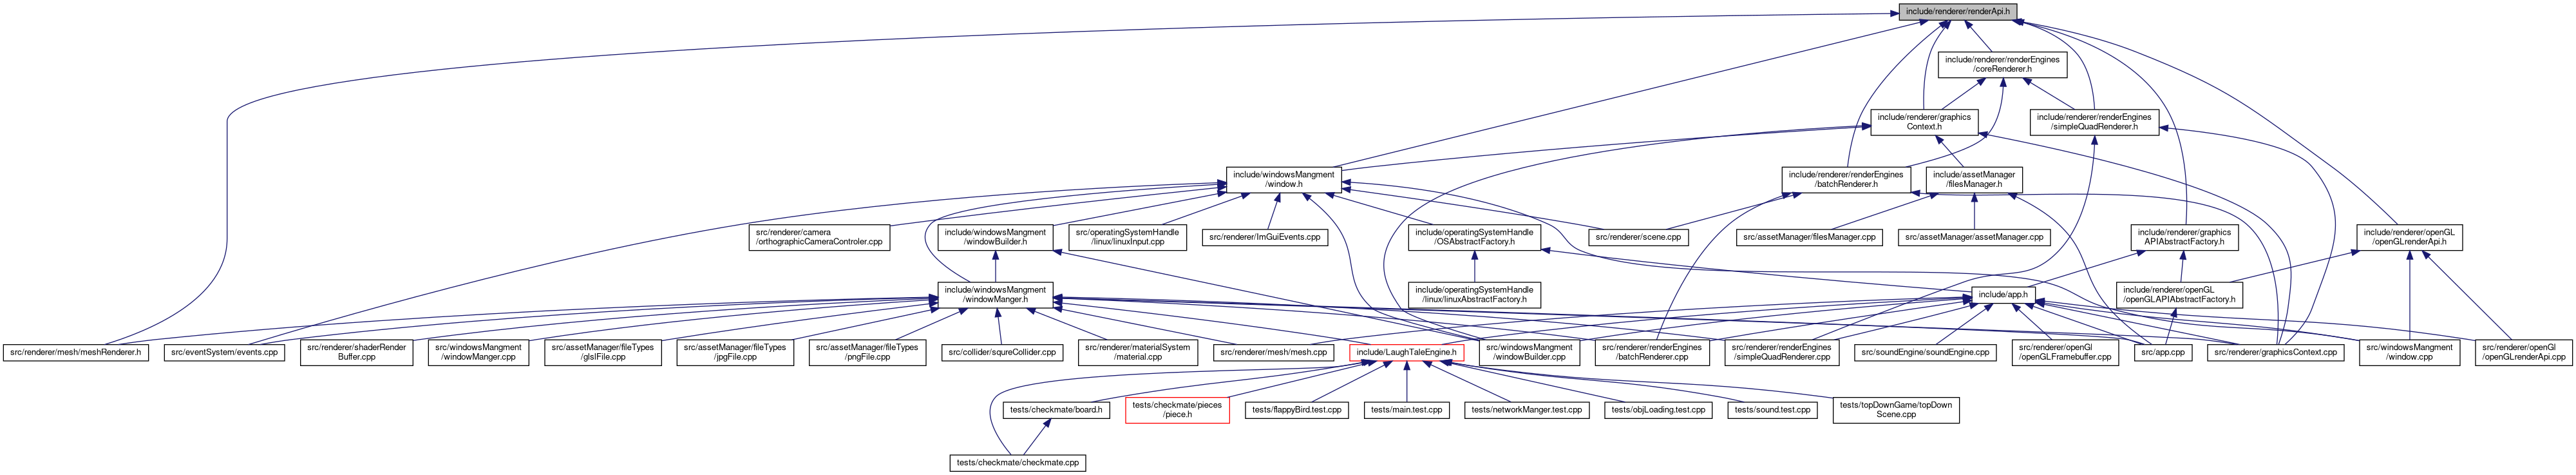 include/renderer/renderApi.h
include/renderer/renderEngines
/coreRenderer.h
include/renderer/graphics
Context.h
include/renderer/renderEngines
/simpleQuadRenderer.h
include/windowsMangment
/window.h
include/renderer/renderEngines
/batchRenderer.h
include/assetManager
/filesManager.h
src/renderer/camera
/orthographicCameraControler.cpp
include/windowsMangment
/windowBuilder.h
src/operatingSystemHandle
/linux/linuxInput.cpp
src/renderer/ImGuiEvents.cpp
include/operatingSystemHandle
/OSAbstractFactory.h
src/renderer/scene.cpp
src/assetManager/filesManager.cpp
src/assetManager/assetManager.cpp
include/renderer/graphics
APIAbstractFactory.h
include/renderer/openGL
/openGLrenderApi.h
include/windowsMangment
/windowManger.h
include/operatingSystemHandle
/linux/linuxAbstractFactory.h
include/app.h
include/renderer/openGL
/openGLAPIAbstractFactory.h
src/renderer/mesh/meshRenderer.h
src/eventSystem/events.cpp
src/renderer/shaderRender
Buffer.cpp
src/windowsMangment
/windowManger.cpp
src/assetManager/fileTypes
/glslFile.cpp
src/assetManager/fileTypes
/jpgFile.cpp
src/assetManager/fileTypes
/pngFile.cpp
src/collider/squreCollider.cpp
src/renderer/materialSystem
/material.cpp
src/renderer/mesh/mesh.cpp
include/LaughTaleEngine.h
src/windowsMangment
/windowBuilder.cpp
src/renderer/renderEngines
/batchRenderer.cpp
src/renderer/renderEngines
/simpleQuadRenderer.cpp
src/soundEngine/soundEngine.cpp
src/renderer/openGl
/openGLFramebuffer.cpp
src/app.cpp
src/renderer/graphicsContext.cpp
src/windowsMangment
/window.cpp
src/renderer/openGl
/openGLrenderApi.cpp
tests/checkmate/board.h
tests/checkmate/pieces
/piece.h
tests/flappyBird.test.cpp
tests/main.test.cpp
tests/networkManger.test.cpp
tests/objLoading.test.cpp
tests/sound.test.cpp
tests/topDownGame/topDown
Scene.cpp
tests/checkmate/checkmate.cpp